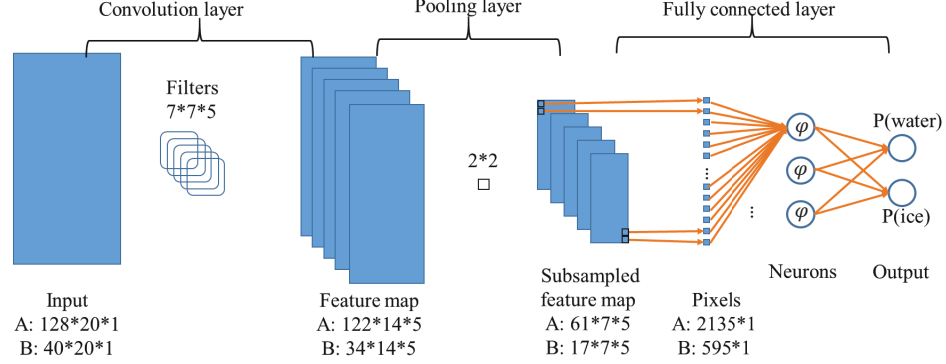 Convolution layer
Pooling layer
Fully connected layer
Filters
7*7*5
2*2
φ
φ
φ
P(water)
P(ice)
...
...
Neurons
Output
Input
A: 128*20*1
B: 40*20*1
Feature map
A: 122*14*5
B: 34*14*5
Subsampled
feature map
A: 61*7*5
B: 17*7*5
Pixels
A: 2135*1
B: 595*1